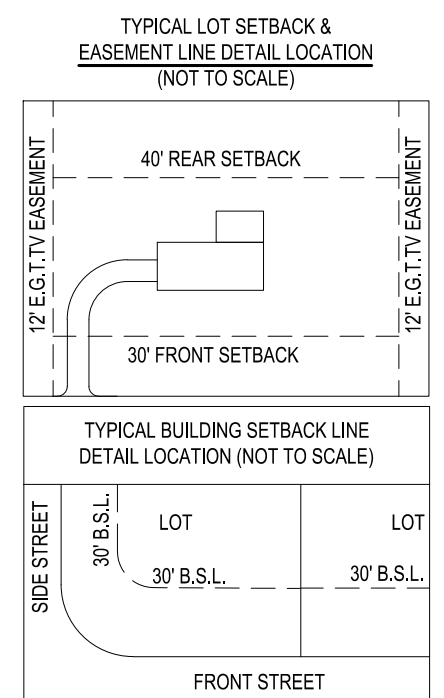 TYPICAL LOT SETBACK &
EASEMENT LINE DETAIL LOCATION
(NOT TO SCALE)
12' E.G.T.TV EASEMENT
40' REAR SETBACK
12' E.G.T.TV EASEMENT
30' FRONT SETBACK
TYPICAL BUILDING SETBACK LINE
DETAIL LOCATION (NOT TO SCALE)
SIDE STREET
30' B.S.L.
LOT
LOT
30' B.S.L.
30' B.S.L.
FRONT STREET